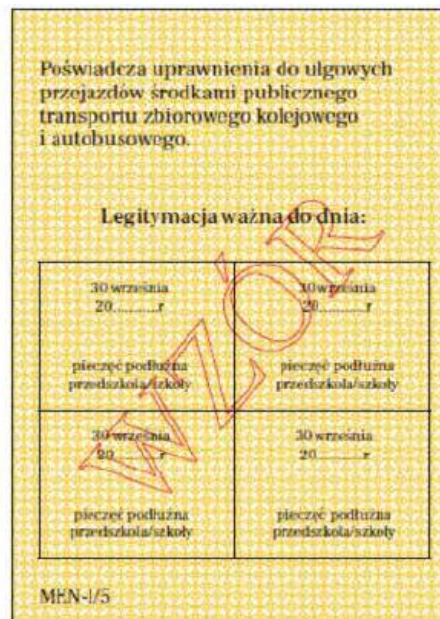 Poświadcza uprawnienia do ulgowych
przejazdów środkami publicznego
transportu zbiorowego kolejowego
i autobusowego.
Legitymacja ważna do dnia:
30 września
20..........r
pieczęć podłużna
przedszkola/szkoły
30 września
20..........r
pieczęć podłużna
przedszkola/szkoły
30 września
20..........r
pieczęć podłużna
przedszkola/szkoły
30 września
20..........r
pieczęć podłużna
przedszkola/szkoły
WZÓR
MEN-I/5